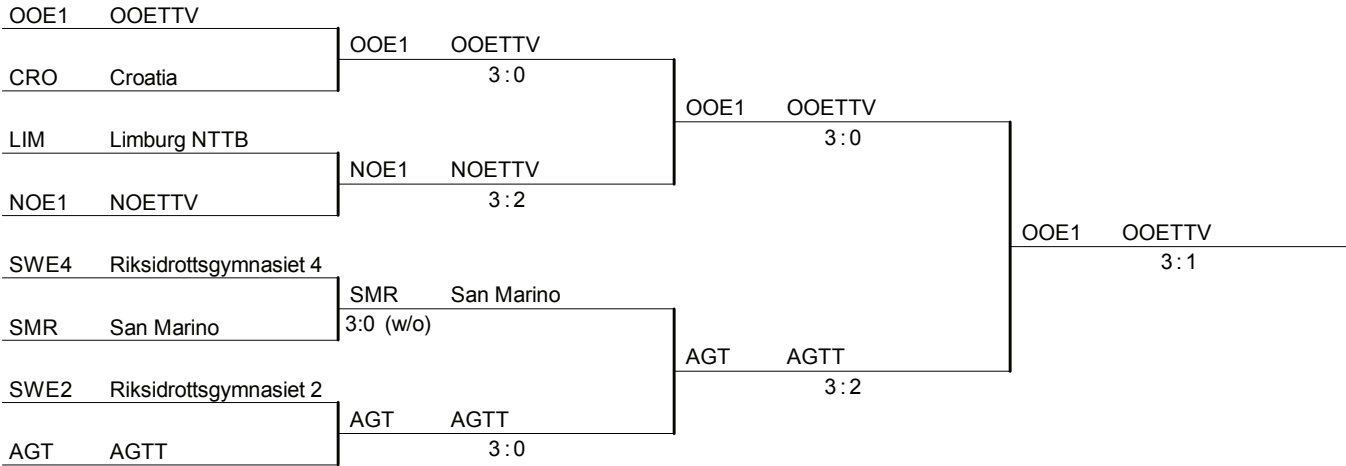 OOE1 OOETTV
OOE1 OOETTV
CRO Croatia
3:0
OOE1 OOETTV
LIM Limburg NTTB
3:0
NOE1 NOETTV
NOE1 NOETTV
3:2
OOE1 OOETTV
SWE4 Riksidrottsgymnasiet 4
3:1
SMR San Marino
SMR San Marino
3:0 (w/o)
AGT AGTT
SWE2 Riksidrottsgymnasiet 2
3:2
AGT AGTT
AGT AGTT
3:0